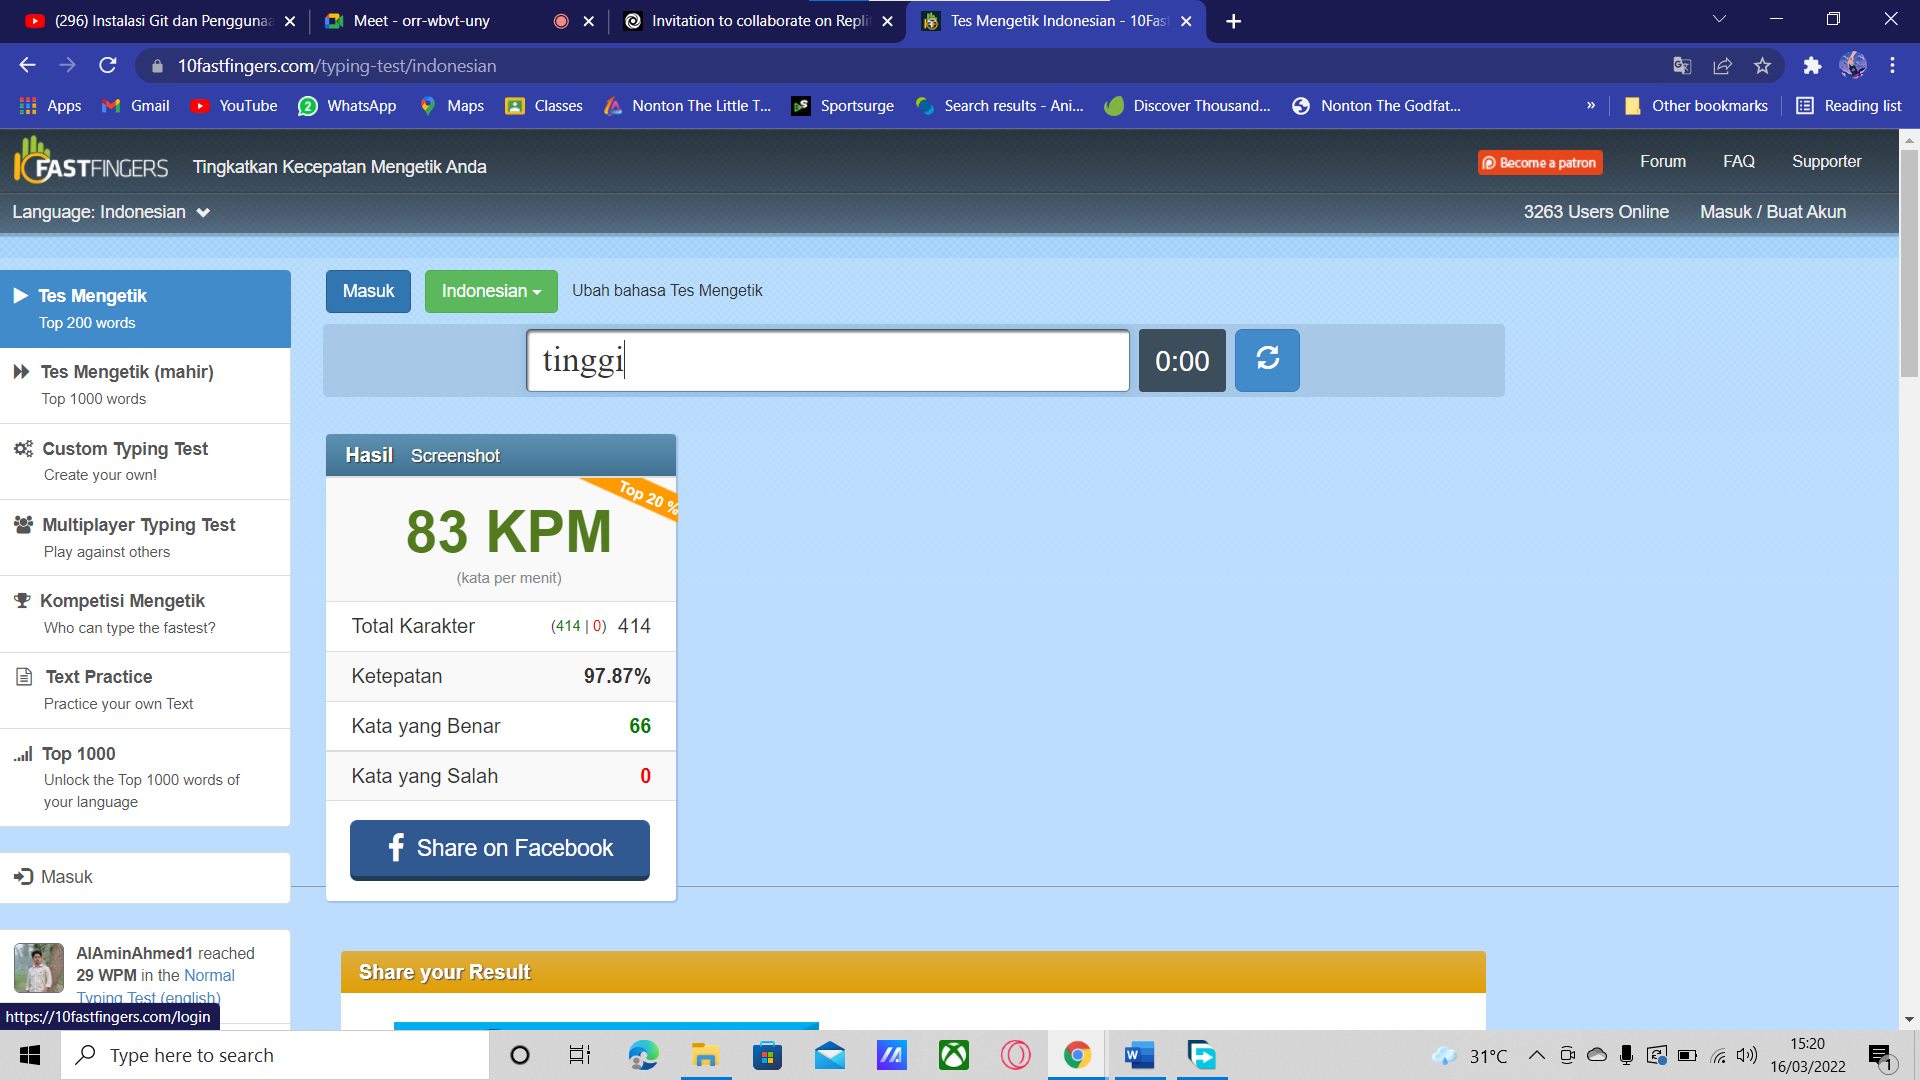 (296) Instalasi Git dan Pengguna
Meet - orr-wbvt-uny
Invitation to collaborate on Repli
Tes Mengetik Indonesian - 10Fas
10fastfingers.com/typing-test/indonesian
Apps
Gmail
YouTube
WhatsApp
Maps
Classes
Nonton The Little T...
Sportsurge
Search results - Ani...
Discover Thousand...
Nonton The Godfat...
»
Other bookmarks
Reading list
10FASTFINGERS
Tingkatkan Kecepatan Mengetik Anda
Become a patron
Forum
FAQ
Supporter
Language: Indonesian
3263 Users Online
Masuk / Buat Akun
Tes Mengetik
Top 200 words
Tes Mengetik (mahir)
Top 1000 words
Custom Typing Test
Create your own!
Multiplayer Typing Test
Play against others
Kompetisi Mengetik
Who can type the fastest?
Text Practice
Practice your own Text
Top 1000
Unlock the Top 1000 words of
your language
Masuk
AlAminAhmed1 reached
29 WPM in the Normal
Typing Test (english)
https://10fastfingers.com/login
Masuk
Indonesian
Ubah bahasa Tes Mengetik
tinggi
0:00
Hasil Screenshot
Top 20 %
83 KPM
(kata per menit)
Total Karakter (414 | 0) 414
Ketepatan 97.87%
Kata yang Benar 66
Kata yang Salah 0
Share on Facebook
Share your Result
Type here to search
31°C
15:20
16/03/2022
1